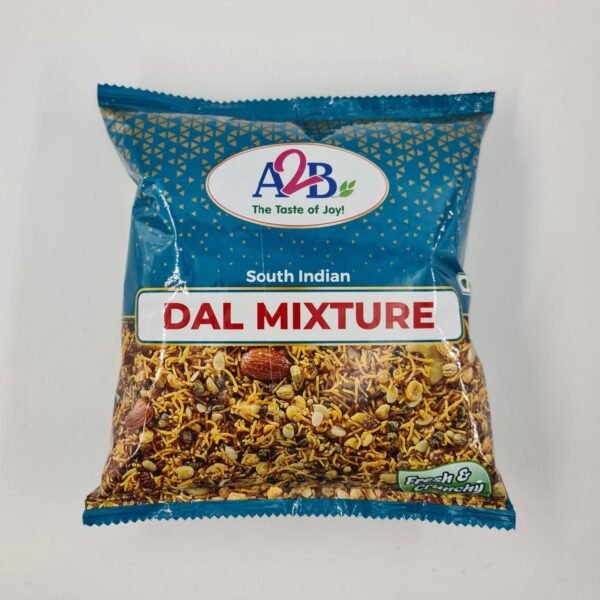 A2B
The Taste of Joy!
South Indian
DAL MIXTURE
Fresh &
Crunchy